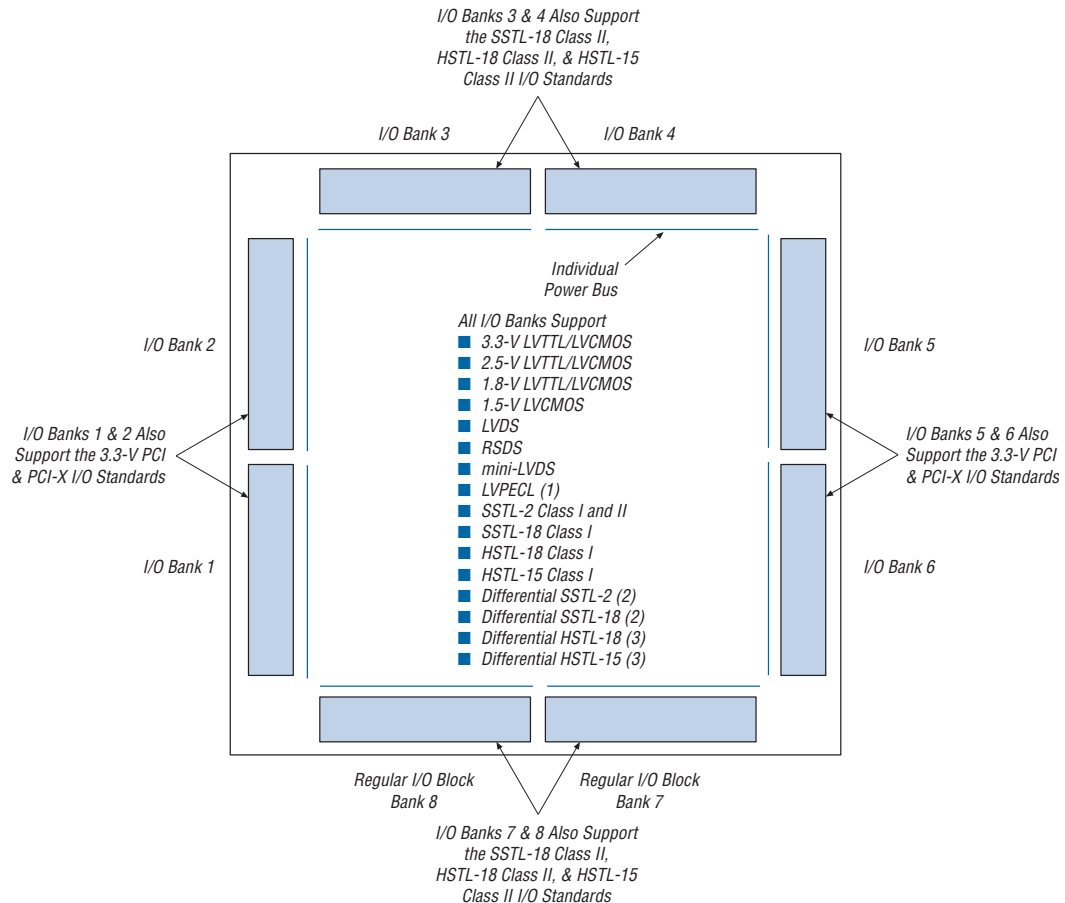 I/O Banks 3 & 4 Also Support
the SSTL-18 Class II,
HSTL-18 Class II, & HSTL-15
Class II I/O Standards
I/O Bank 3
I/O Bank 4
Individual
Power Bus
I/O Bank 2
I/O Bank 5
All I/O Banks Support
3.3-V LVTTL/LVCMOS
2.5-V LVTTL/LVCMOS
1.8-V LVTTL/LVCMOS
1.5-V LVCMOS
LVDS
RSDS
mini-LVDS
LVPECL (1)
SSTL-2 Class I and II
SSTL-18 Class I
HSTL-18 Class I
HSTL-15 Class I
Differential SSTL-2 (2)
Differential SSTL-18 (2)
Differential HSTL-18 (3)
Differential HSTL-15 (3)
I/O Banks 1 & 2 Also
Support the 3.3-V PCI
& PCI-X I/O Standards
I/O Banks 5 & 6 Also
Support the 3.3-V PCI
& PCI-X I/O Standards
I/O Bank 1
I/O Bank 6
Regular I/O Block
Bank 8
Regular I/O Block
Bank 7
I/O Banks 7 & 8 Also Support
the SSTL-18 Class II,
HSTL-18 Class II, & HSTL-15
Class II I/O Standards